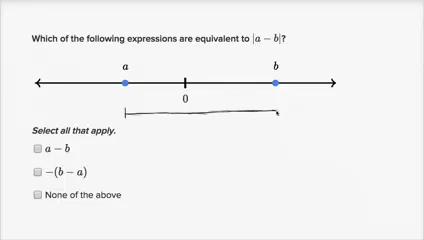 Which of the following expressions are equivalent to |a − b|?
a b
0
Select all that apply.
a − b
−(b − a)
None of the above